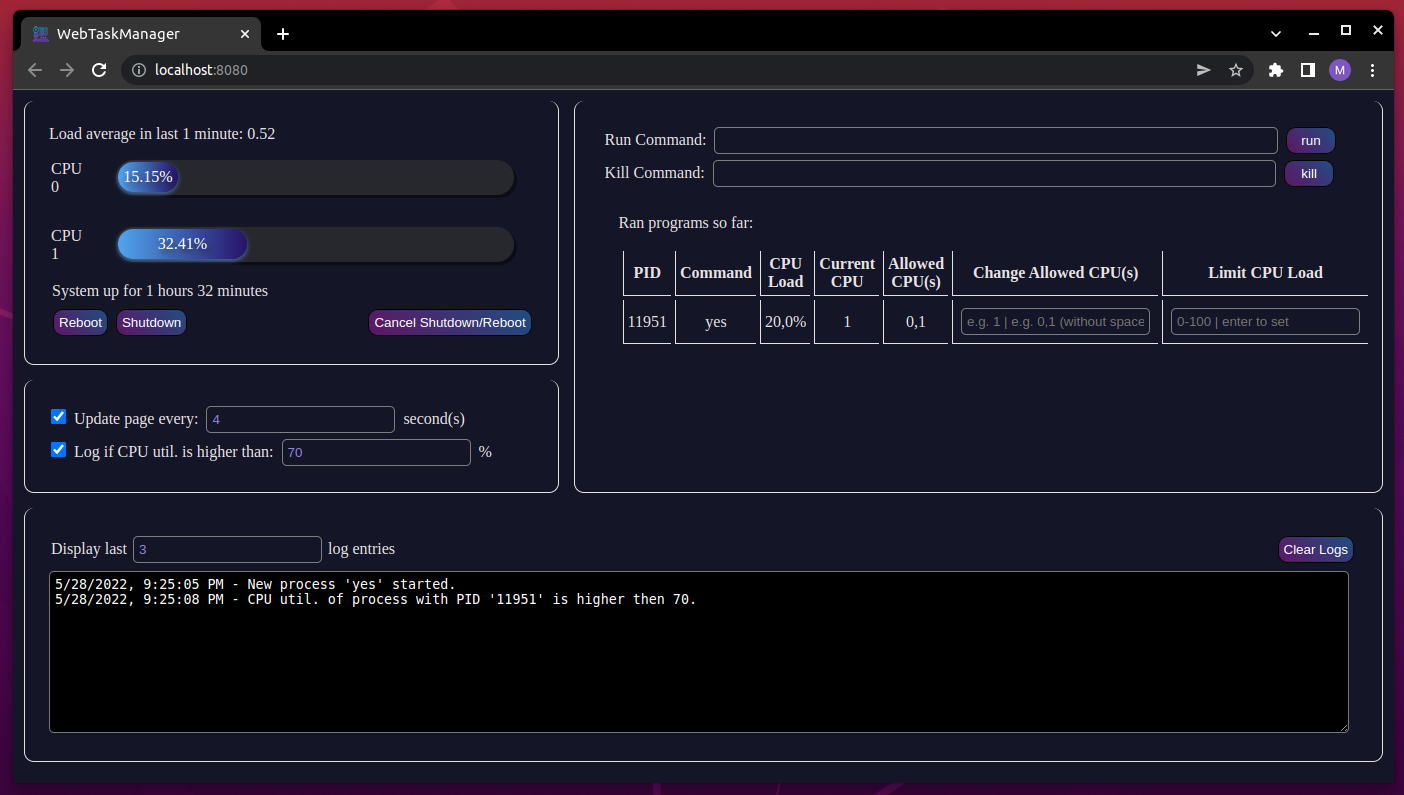 WebTaskManager
localhost:8080
M
Load average in last 1 minute: 0.52
CPU
0
15.15%
CPU
1
32.41%
System up for 1 hours 32 minutes
Reboot
Shutdown
Cancel Shutdown/Reboot
Run Command:
run
Kill Command:
kill
Ran programs so far:
PID Command CPU Load Current CPU Allowed CPU(s) Change Allowed CPU(s) Limit CPU Load
11951 yes 20,0% 1 0,1 e.g. 1 | e.g. 0,1 (without space 0-100 | enter to set
Update page every: 4 second(s)
Log if CPU util. is higher than: 70 %
Display last 3 log entries
Clear Logs
5/28/2022, 9:25:05 PM - New process 'yes' started.
5/28/2022, 9:25:08 PM - CPU util. of process with PID '11951' is higher then 70.